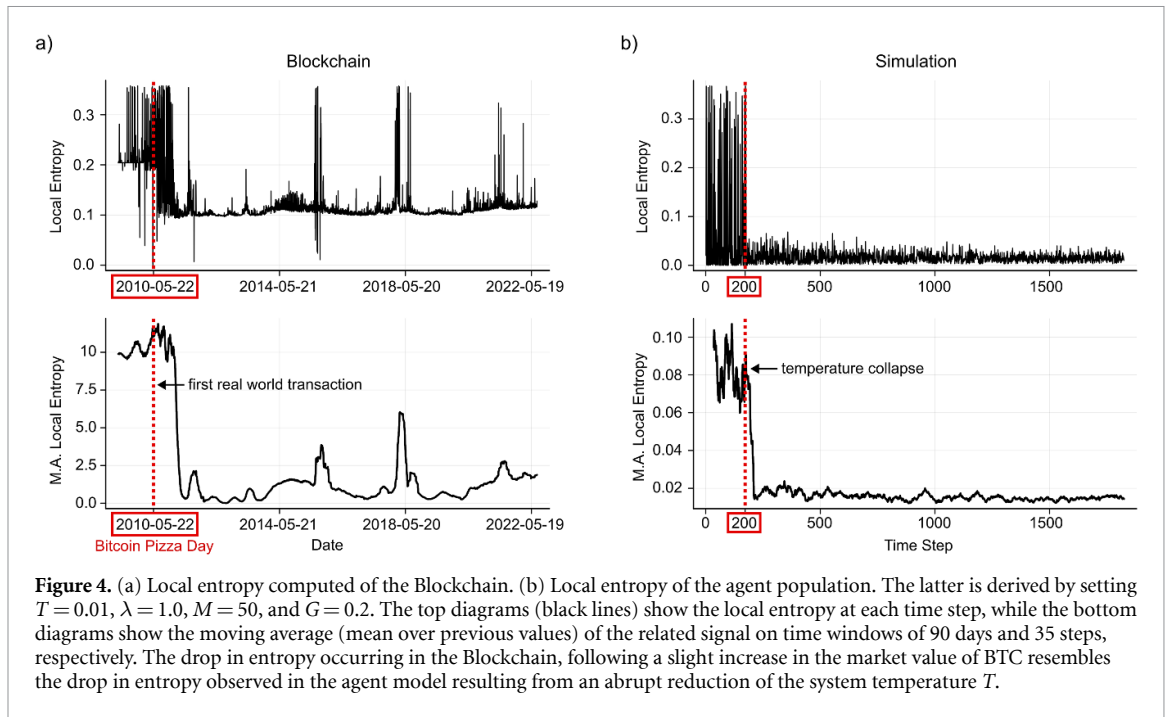 a)
Blockchain
Local Entropy
0.3
0.2
0.1
0.0
2010-05-22
2014-05-21
2018-05-20
2022-05-19
M.A. Local Entropy
10
7.5
5.0
2.5
0.0
first real world transaction
2010-05-22
2014-05-21
2018-05-20
2022-05-19
Bitcoin Pizza Day
Date
b)
Simulation
Local Entropy
0.3
0.2
0.1
0.0
0
200
500
1000
1500
M.A. Local Entropy
0.10
0.08
0.06
0.04
0.02
temperature collapse
0
200
500
1000
1500
Time Step
Figure 4. (a) Local entropy computed of the Blockchain. (b) Local entropy of the agent population. The latter is derived by setting
T = 0.01, λ = 1.0, M = 50, and G = 0.2. The top diagrams (black lines) show the local entropy at each time step, while the bottom
diagrams show the moving average (mean over previous values) of the related signal on time windows of 90 days and 35 steps,
respectively. The drop in entropy occurring in the Blockchain, following a slight increase in the market value of BTC resembles
the drop in entropy observed in the agent model resulting from an abrupt reduction of the system temperature T.